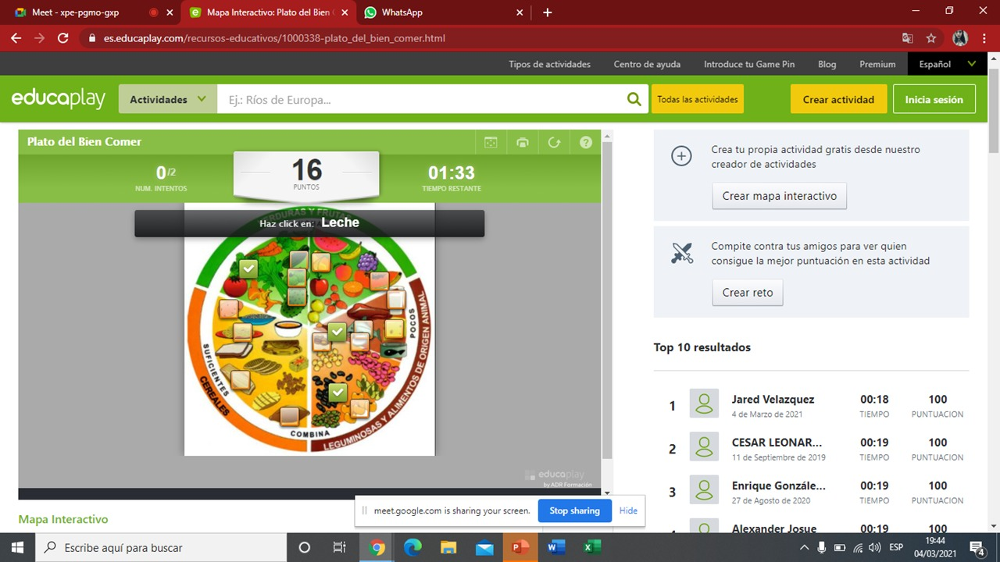 Meet - xpe-pgmo-gxp
Mapa Interactivo: Plato del Bien C
WhatsApp
es.educaplay.com/recursos-educativos/1000338-plato_del_bien_comer.html
Tipos de actividades
Centro de ayuda
Introduce tu Game Pin
Blog
Premium
Español
educaplay
Actividades
Ej.: Ríos de Europa...
Todas las actividades
Crear actividad
Inicia sesión
Plato del Bien Comer
0/2
NUM. INTENTOS
16
PUNTOS
01:33
TIEMPO RESTANTE
VERDURAS Y FRUTAS
Haz click en: Leche
POCOS
LEGUMINOSAS Y ALIMENTOS DE ORIGEN ANIMAL
SUFICIENTES
CEREALES
COMBINA
educaplay
by ADR Formación
Crea tu propia actividad gratis desde nuestro
creador de actividades
Crear mapa interactivo
Compite contra tus amigos para ver quien
consigue la mejor puntuación en esta actividad
Crear reto
Top 10 resultados
1 Jared Velazquez 00:18 100
4 de Marzo de 2021 TIEMPO PUNTUACION
2 CESAR LEONAR... 00:19 100
11 de Septiembre de 2019 TIEMPO PUNTUACION
3 Enrique Gonzále... 00:19 100
27 de Agosto de 2020 TIEMPO PUNTUACION
Alexander Josue 00:19 100
Mapa Interactivo
meet.google.com is sharing your screen.
Stop sharing
Hide
Escribe aquí para buscar
ESP
19:44
04/03/2021
4